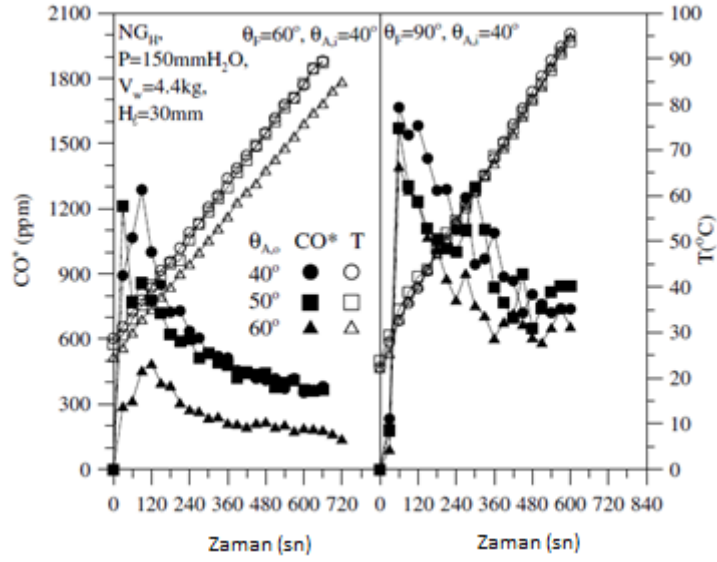 2100
1800
1500
1200
900
600
300
0
CO* (ppm)
NG_H,
P=150mmH2O,
V_w=4.4kg,
H_f=30mm
θ_F=60°, θ_A,i=40°
θ_A,o CO* T
40°
50°
60°
0 120 240 360 480 600 720
Zaman (sn)
θ_F=90°, θ_A,i=40°
0 120 240 360 480 600 720 840
Zaman (sn)
100
90
80
70
60
50
40
30
20
10
0
T(°C)